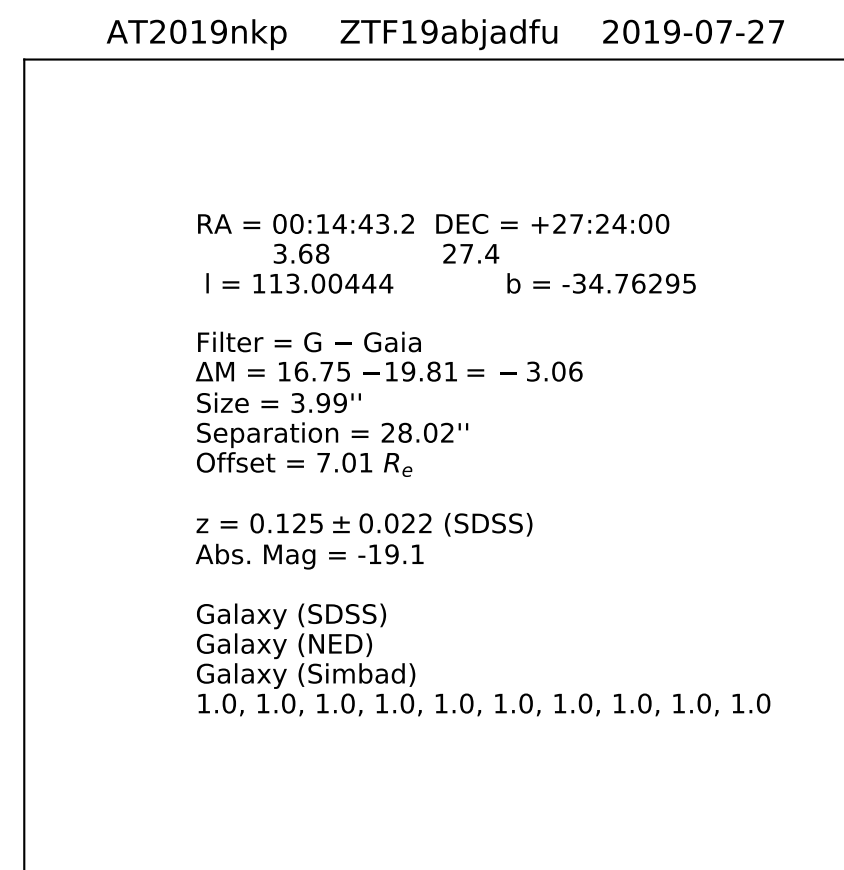 AT2019nkp ZTF19abjadfu 2019-07-27
RA = 00:14:43.2 DEC = +27:24:00
3.68 27.4
l = 113.00444 b = -34.76295
Filter = G − Gaia
ΔM = 16.75 −19.81 = − 3.06
Size = 3.99''
Separation = 28.02''
Offset = 7.01 Rₑ
z = 0.125 ± 0.022 (SDSS)
Abs. Mag = -19.1
Galaxy (SDSS)
Galaxy (NED)
Galaxy (Simbad)
1.0, 1.0, 1.0, 1.0, 1.0, 1.0, 1.0, 1.0, 1.0, 1.0